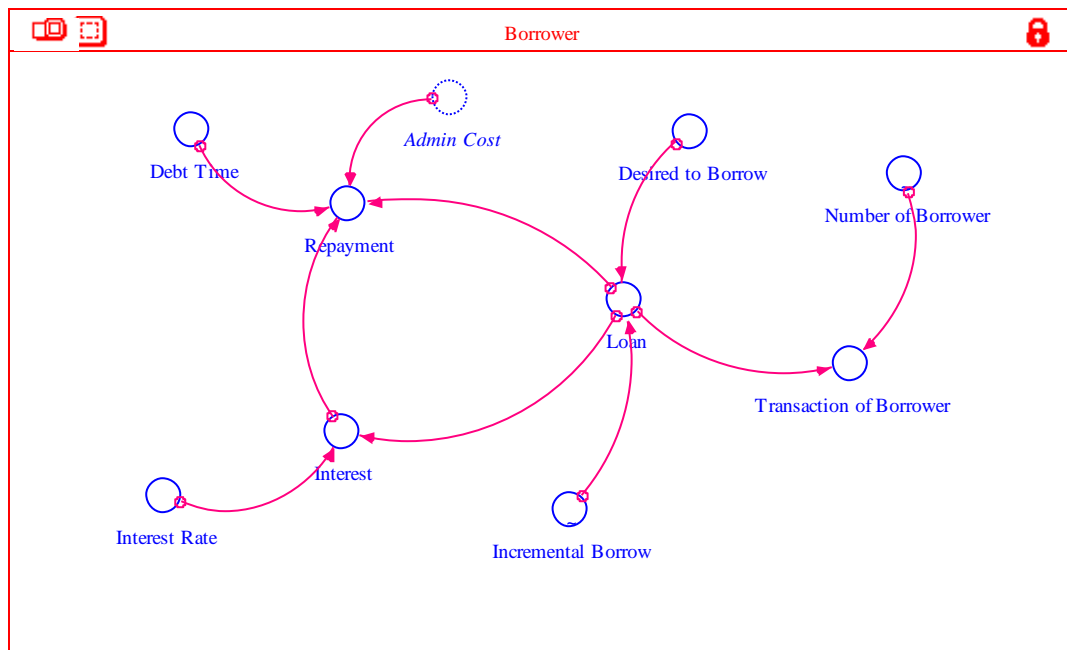 Borrower
Admin Cost
Debt Time
Desired to Borrow
Number of Borrower
Repayment
Loan
Transaction of Borrower
Interest
Interest Rate
Incremental Borrow